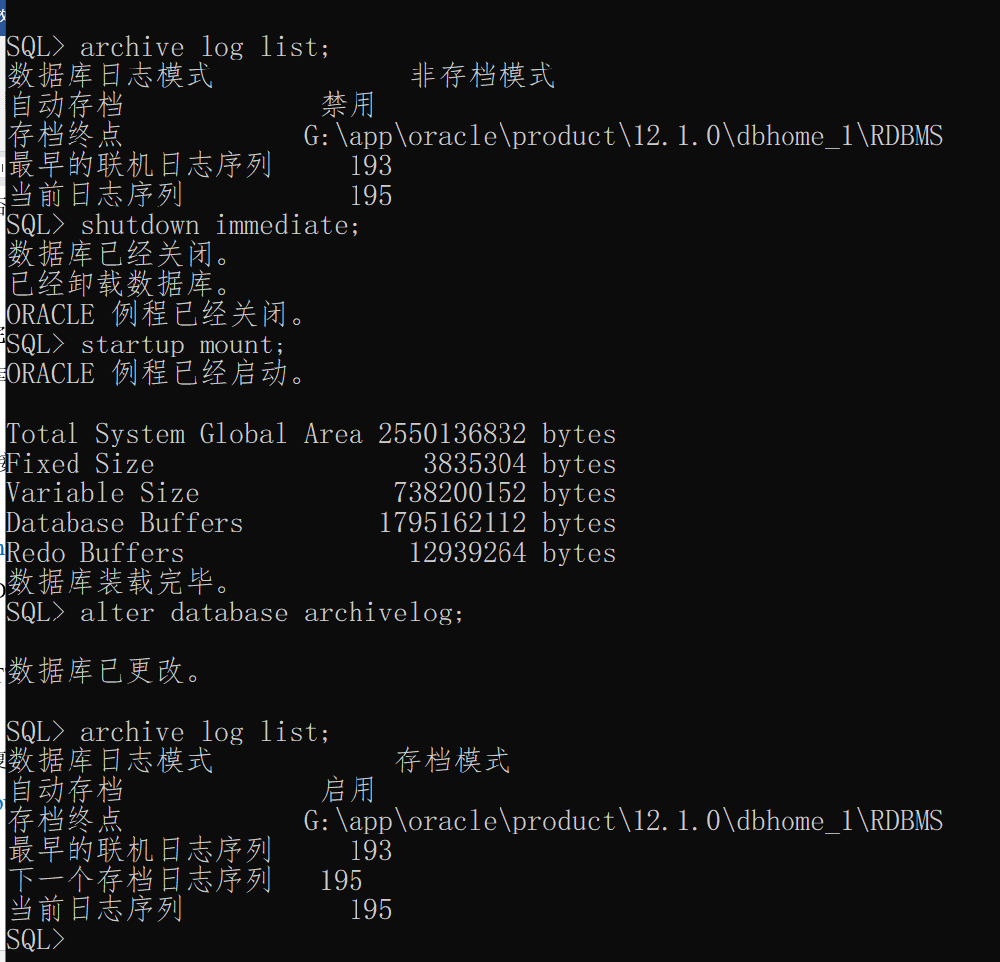 SQL> archive log list;
数据库日志模式 非存档模式
自动存档 禁用
存档终点 G:\app\oracle\product\12.1.0\dbhome_1\RDBMS
最早的联机日志序列 193
当前日志序列 195
SQL> shutdown immediate;
数据库已经关闭。
已经卸载数据库。
ORACLE 例程已经关闭。
SQL> startup mount;
ORACLE 例程已经启动。
Total System Global Area 2550136832 bytes
Fixed Size 3835304 bytes
Variable Size 738200152 bytes
Database Buffers 1795162112 bytes
Redo Buffers 12939264 bytes
数据库装载完毕。
SQL> alter database archivelog;
数据库已更改。
SQL> archive log list;
数据库日志模式 存档模式
自动存档 启用
存档终点 G:\app\oracle\product\12.1.0\dbhome_1\RDBMS
最早的联机日志序列 193
下一个存档日志序列 195
当前日志序列 195
SQL>